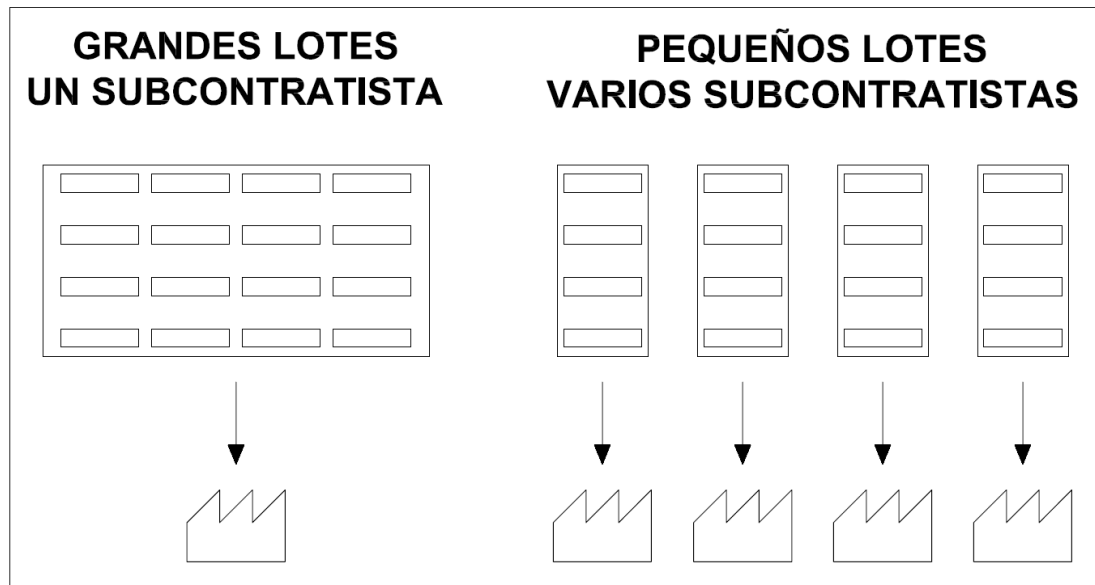 GRANDES LOTES
UN SUBCONTRATISTA
PEQUEÑOS LOTES
VARIOS SUBCONTRATISTAS